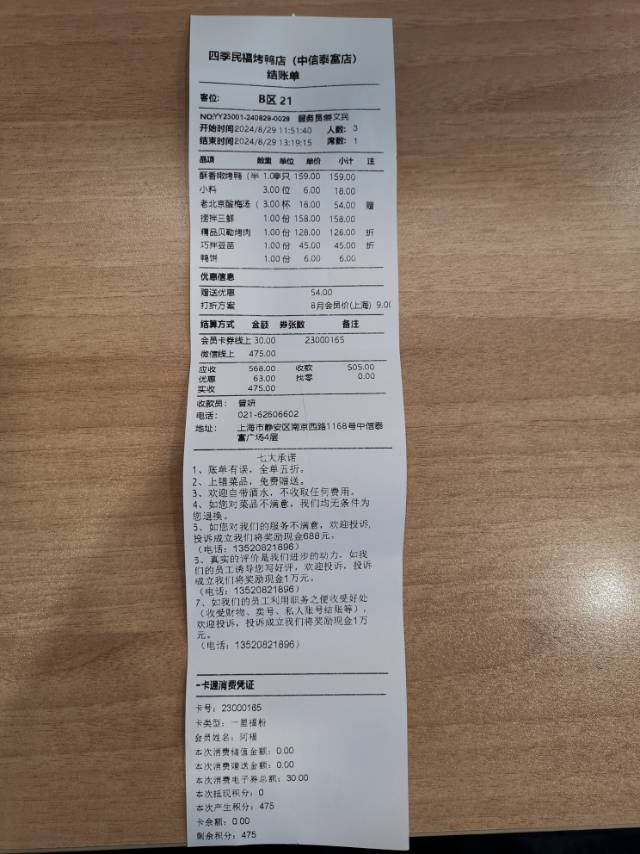 四季民福烤鸭店（中信泰富店）
结账单
客位： B区 21
NO:YY23001-240829-0028 服务员:解文兵
开始时间2024/8/29 11:51:40 人数：3
结束时间2024/8/29 13:19:15 席数：1
品项 数量 单位 单价 小计 注
酥香嫩烤鸭（半 1.00 只 159.00 159.00
小料 3.00 位 6.00 18.00
老北京酸梅汤（ 3.00 杯 18.00 54.00 赠
搅拌三鲜 1.00 份 158.00 158.00
精品贝勒烤肉 1.00 份 128.00 128.00 折
巧拌豆苗 1.00 份 45.00 45.00 折
鸭饼 1.00 份 6.00 6.00
优惠信息
赠送优惠 54.00
打折方案 8月会员价(上海) 9.00
结算方式 金额 券张数 备注
会员卡券线上 30.00 23000165
微信线上 475.00
应收 568.00 收款 505.00
优惠 63.00 找零 0.00
实收 475.00
收款员： 曾妍
电话： 021-62606602
地址： 上海市静安区南京西路1168号中信泰
富广场4层
七大承诺
1、账单有误，全单五折。
2、上错菜品，免费赠送。
3、欢迎自带酒水，不收取任何费用。
4、如您对菜品不满意，我们均无条件为
您退换。
5、如您对我们的服务不满意，欢迎投诉,
投诉成立我们将奖励现金688元。
（电话：13520821896）
3、真实的评价是我们进步的动力，如我
们的员工诱导您写好评，欢迎投诉，投诉
成立我们将奖励现金1万元。
（电话：13520821896）
7、如我们的员工利用职务之便收受好处
（收受财物、卖号、私人账号结账等），
欢迎投诉，投诉成立我们将奖励现金1万
元。
（电话：13520821896）
一卡通消费凭证
卡号：23000165
卡类型：一星福粉
会员姓名：阿福
本次消费储值金额：0.00
本次消费赠送金额：0.00
本次消费电子券总额：30.00
本次抵现积分：0
本次产生积分：475
卡余额：0.00
剩余积分：475